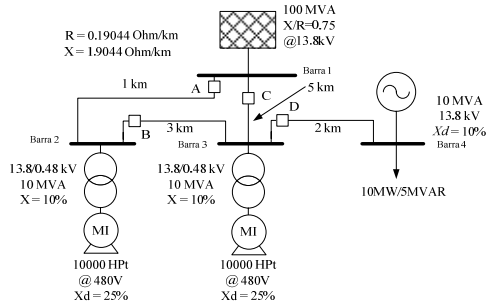 R = 0.19044 Ohm/km
X = 1.9044 Ohm/km
100 MVA
X/R=0.75
@13.8kV
Barra 1
1 km
A
C
5 km
D
B
3 km
2 km
Barra 2
Barra 3
Barra 4
10 MVA
13.8 kV
Xd = 10%
13.8/0.48 kV
10 MVA
X = 10%
13.8/0.48 kV
10 MVA
X = 10%
10MW/5MVAR
MI
MI
10000 HPt
@ 480V
Xd = 25%
10000 HPt
@ 480V
Xd = 25%